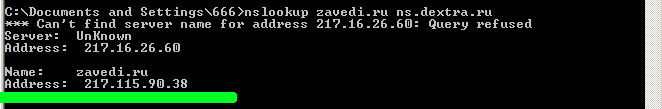 C:\Documents and Settings\666>nslookup zavedi.ru ns.dextra.ru
*** Can't find server name for address 217.16.26.60: Query refused
Server:  UnKnown
Address:  217.16.26.60
Name:    zavedi.ru
Address:  217.115.90.38